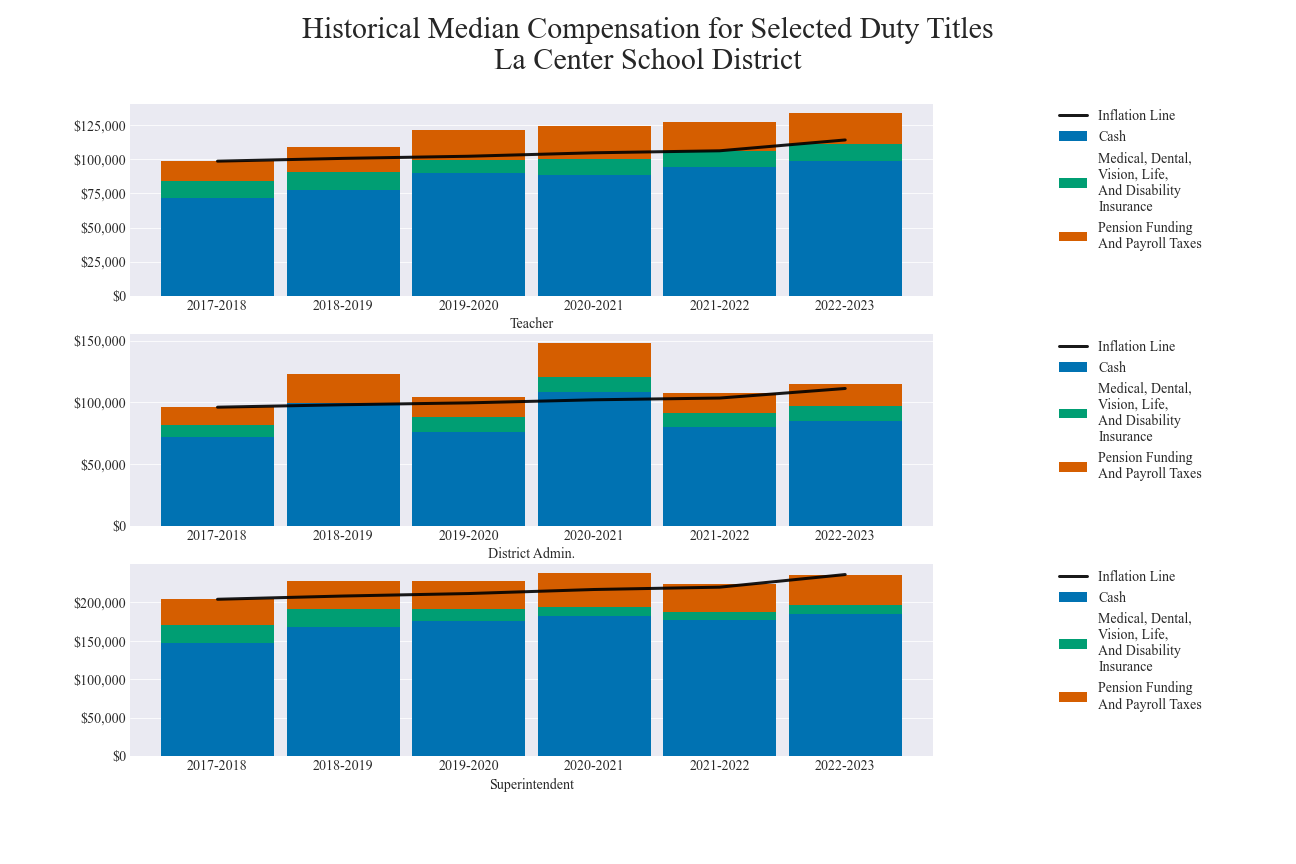 Historical Median Compensation for Selected Duty Titles
La Center School District
$125,000
$100,000
$75,000
$50,000
$25,000
$0
2017-2018 2018-2019 2019-2020 2020-2021 2021-2022 2022-2023
Teacher
Inflation Line
Cash
Medical, Dental,
Vision, Life,
And Disability
Insurance
Pension Funding
And Payroll Taxes
$150,000
$100,000
$50,000
$0
2017-2018 2018-2019 2019-2020 2020-2021 2021-2022 2022-2023
District Admin.
Inflation Line
Cash
Medical, Dental,
Vision, Life,
And Disability
Insurance
Pension Funding
And Payroll Taxes
$200,000
$150,000
$100,000
$50,000
$0
2017-2018 2018-2019 2019-2020 2020-2021 2021-2022 2022-2023
Superintendent
Inflation Line
Cash
Medical, Dental,
Vision, Life,
And Disability
Insurance
Pension Funding
And Payroll Taxes